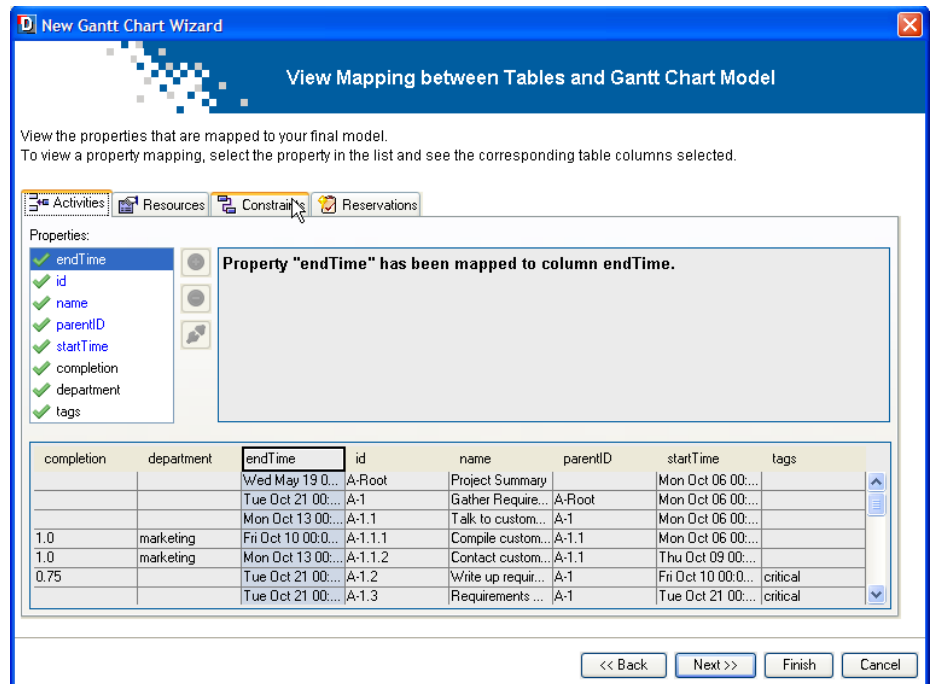 New Gantt Chart Wizard
View Mapping between Tables and Gantt Chart Model
View the properties that are mapped to your final model.
To view a property mapping, select the property in the list and see the corresponding table columns selected.
Activities Resources Constraints Reservations
Properties:
endTime
id
name
parentID
startTime
completion
department
tags
Property "endTime" has been mapped to column endTime.
completion department endTime id name parentID startTime tags
Wed May 19 0... A-Root Project Summary Mon Oct 06 00:...
Tue Oct 21 00:... A-1 Gather Require... A-Root Mon Oct 06 00:...
Mon Oct 13 00:... A-1.1 Talk to custom... A-1 Mon Oct 06 00:...
1.0 marketing Fri Oct 10 00:0... A-1.1.1 Compile custom... A-1.1 Mon Oct 06 00:...
1.0 marketing Mon Oct 13 00:... A-1.1.2 Contact custom... A-1.1 Thu Oct 09 00:...
0.75 Tue Oct 21 00:... A-1.2 Write up requir... A-1 Fri Oct 10 00:0... critical
Tue Oct 21 00:... A-1.3 Requirements ... A-1 Tue Oct 21 00:... critical
<< Back Next >> Finish Cancel